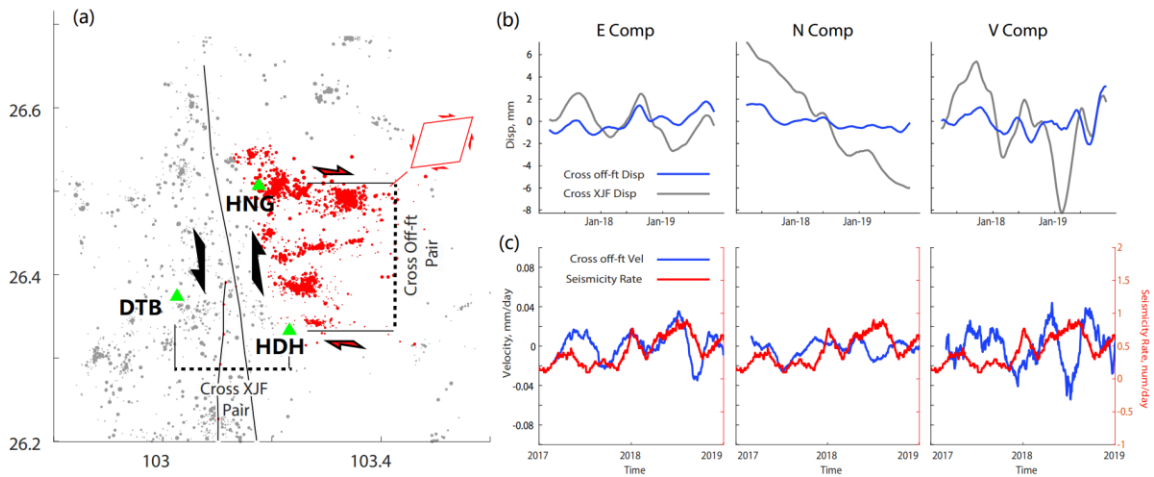 (a)
26.6
26.4
26.2
103
103.4
HNG
DTB
HDH
Cross Off-ft
Pair
Cross XJF
Pair
(b)
E Comp
N Comp
V Comp
Disp, mm
6
4
2
0
-2
-4
-6
-8
Cross off-ft Disp
Cross XJF Disp
Jan-18
Jan-19
Jan-18
Jan-19
Jan-18
Jan-19
(c)
Velocity, mm/day
0.08
0.04
0
-0.04
-0.08
Cross off-ft Vel
Seismicity Rate
2
1.5
1
0.5
0
-0.5
-1
Seismicity Rate, num/day
2017
2018
2019
2018
2019
2018
2019
Time
Time
Time